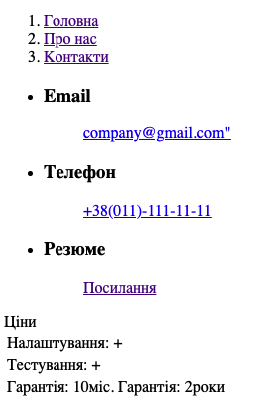 1. Головна
2. Про нас
3. Контакти
• Email
company@gmail.com"
• Телефон
+38(011)-111-11-11
• Резюме
Посилання
Ціни
Налаштування: +
Тестування: +
Гарантія: 10міс. Гарантія: 2роки